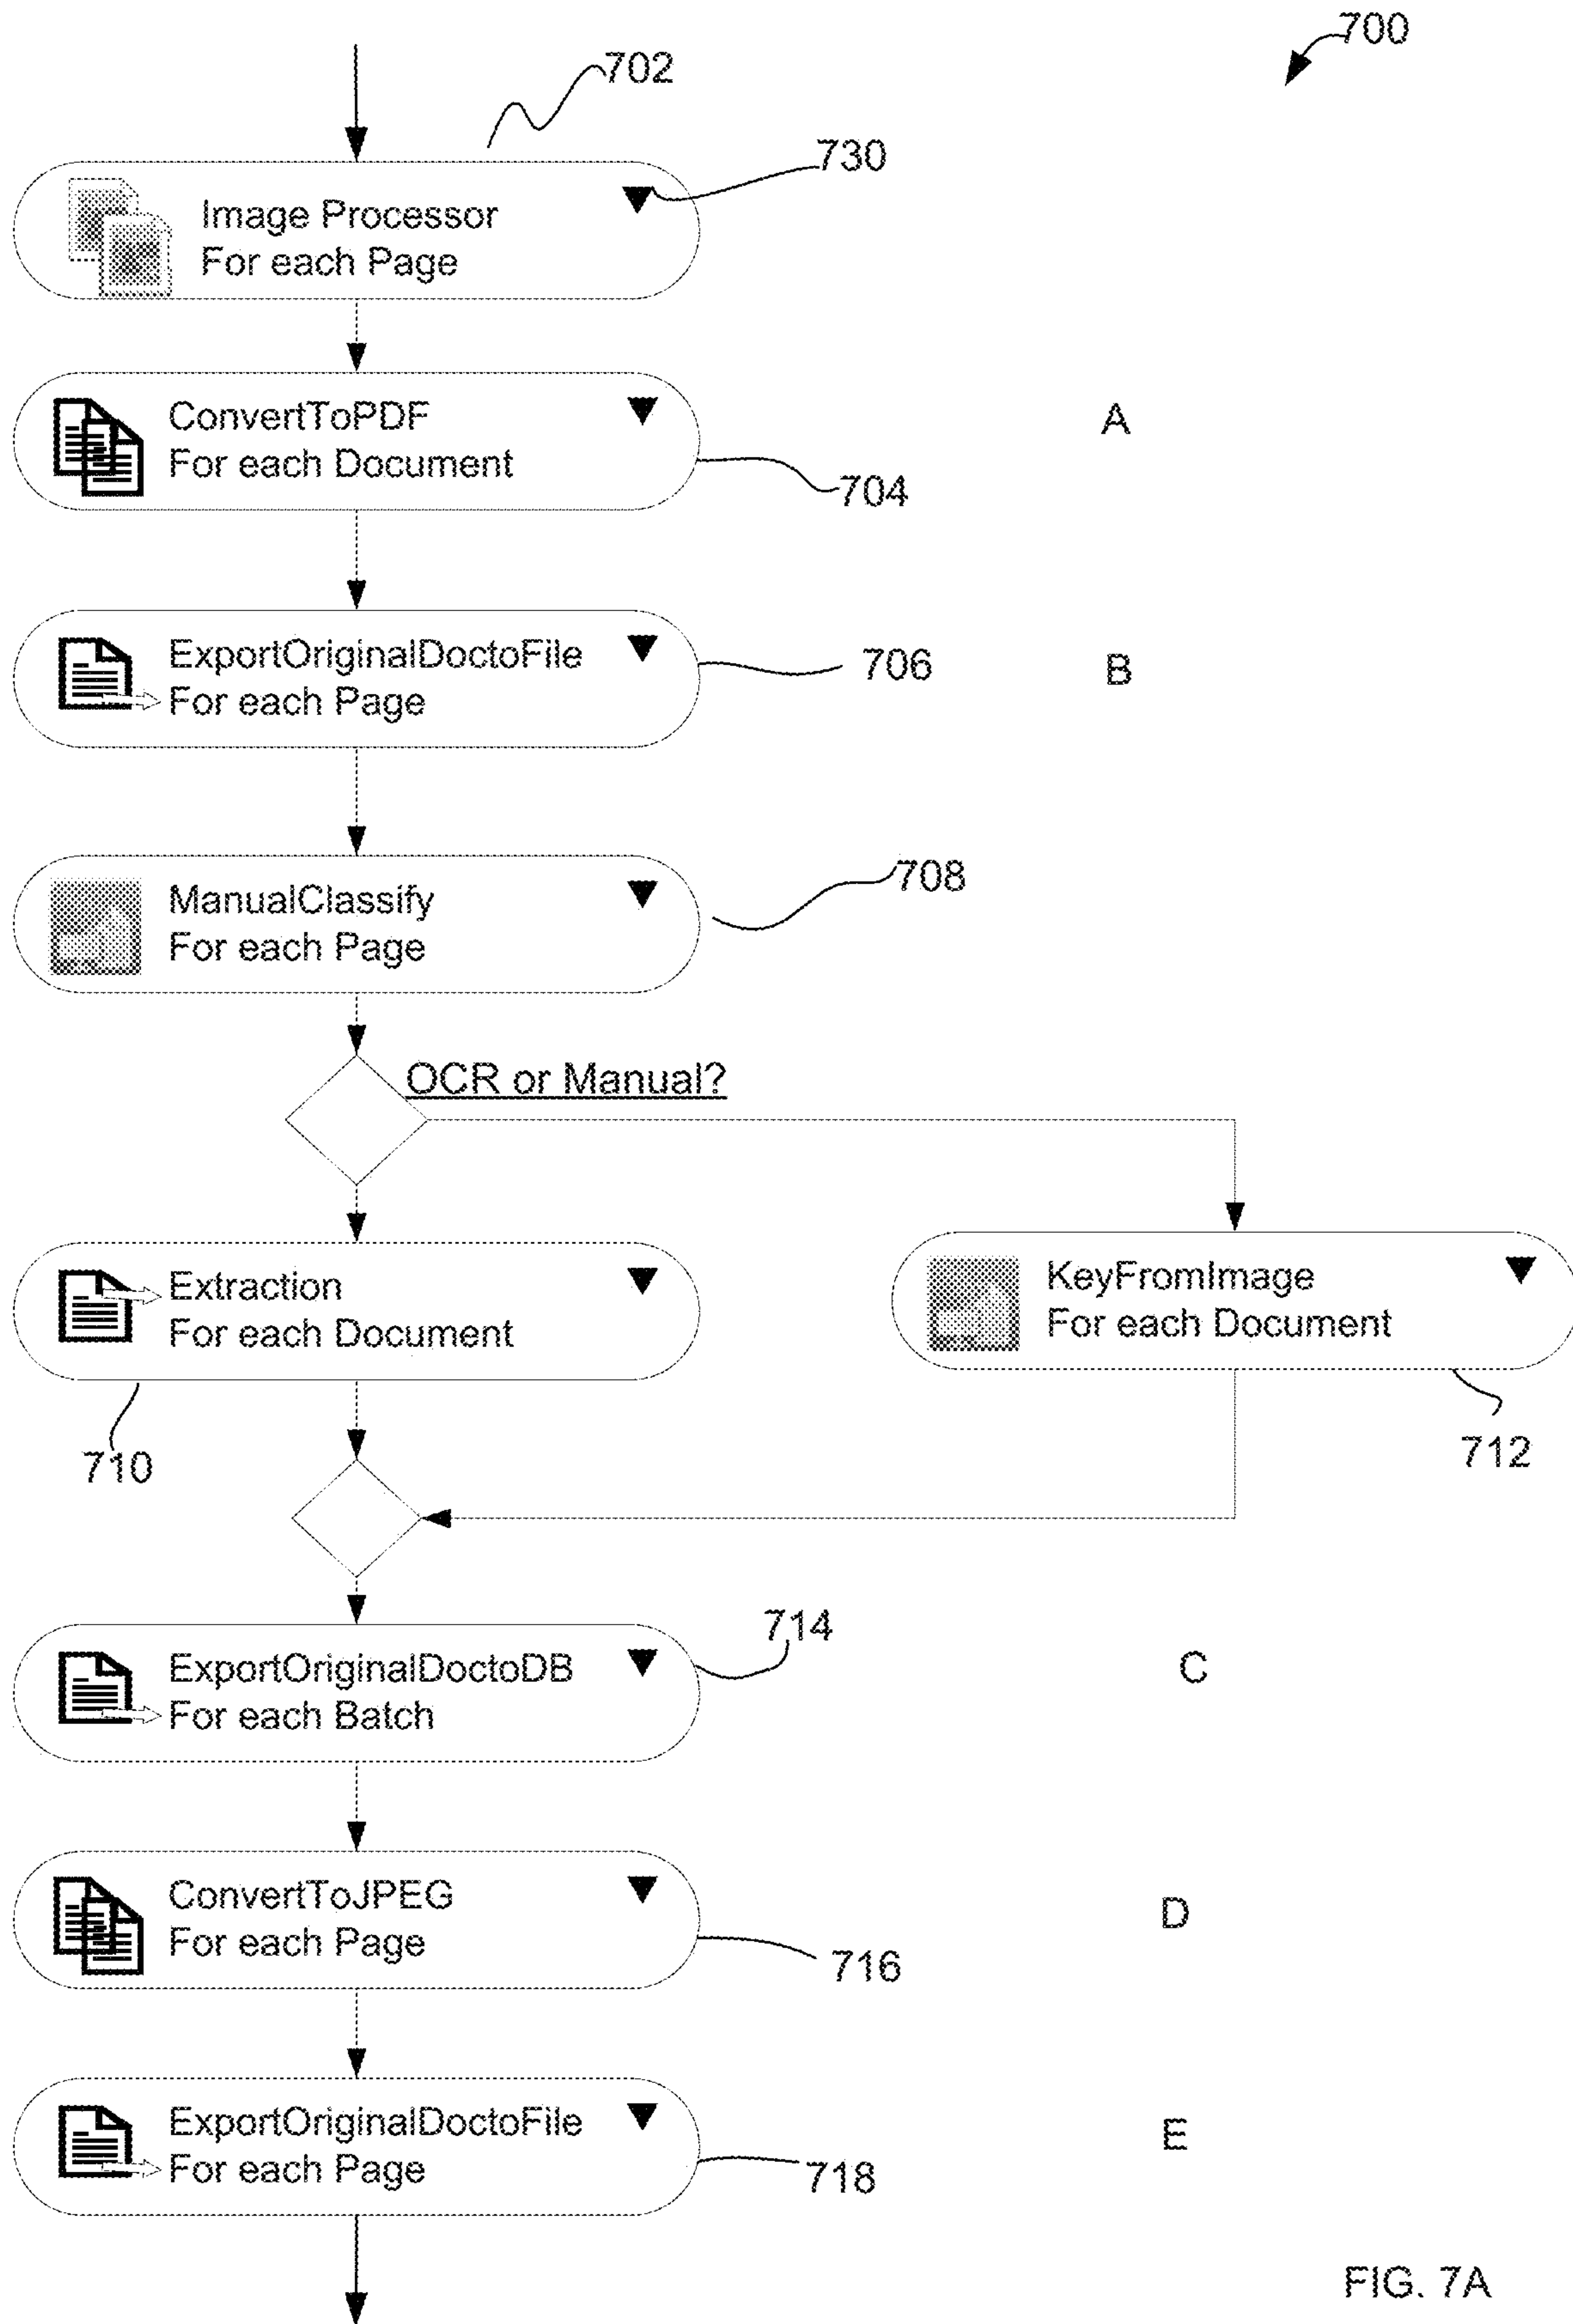 700
702
730
Image Processor
For each Page
ConvertToPDF
For each Document
A
704
ExportOriginalDoctoFile
For each Page
706
B
ManualClassify
For each Page
708
OCR or Manual?
Extraction
For each Document
KeyFromImage
For each Document
710
712
714
ExportOriginalDoctoDB
For each Batch
C
ConvertToJPEG
For each Page
D
716
ExportOriginalDoctoFile
For each Page
E
718
FIG. 7A